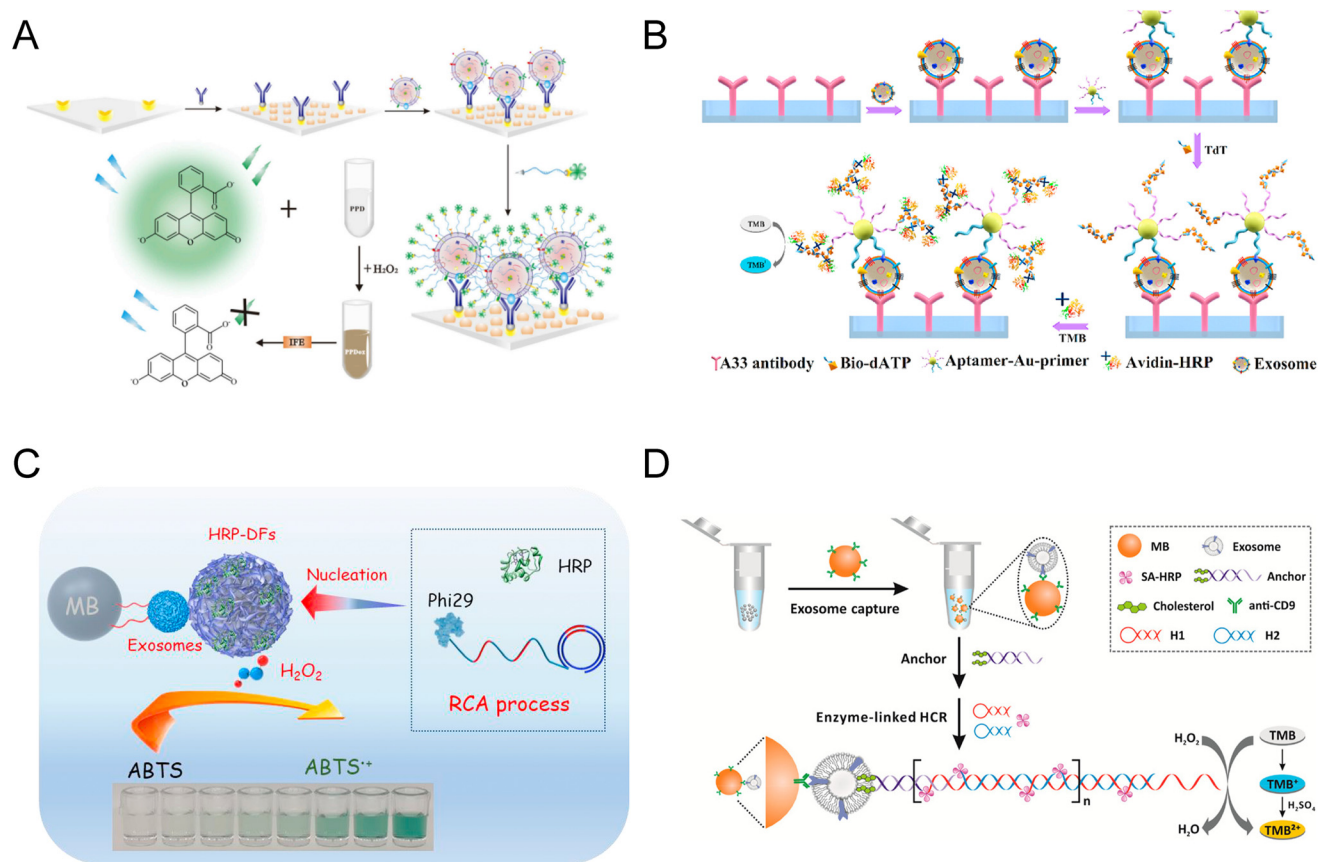 A
PPD
+
+H₂O₂
O⁻
O
⁻O
O
O
IFE
PPDox
O⁻
O
⁻O
O
O
B
TdT
TMB
TMB
TMB
A33 antibody
Bio-dATP
Aptamer-Au-primer
Avidin-HRP
Exosome
C
HRP-DFs
Nucleation
HRP
MB
Phi29
Exosomes
H₂O₂
RCA process
ABTS
ABTS·+
D
Exosome capture
MB
Exosome
SA-HRP
Anchor
Cholesterol
anti-CD9
H1
H2
Anchor
Enzyme-linked HCR
n
H₂O₂
TMB
TMB⁺
H₂SO₄
H₂O
TMB²⁺